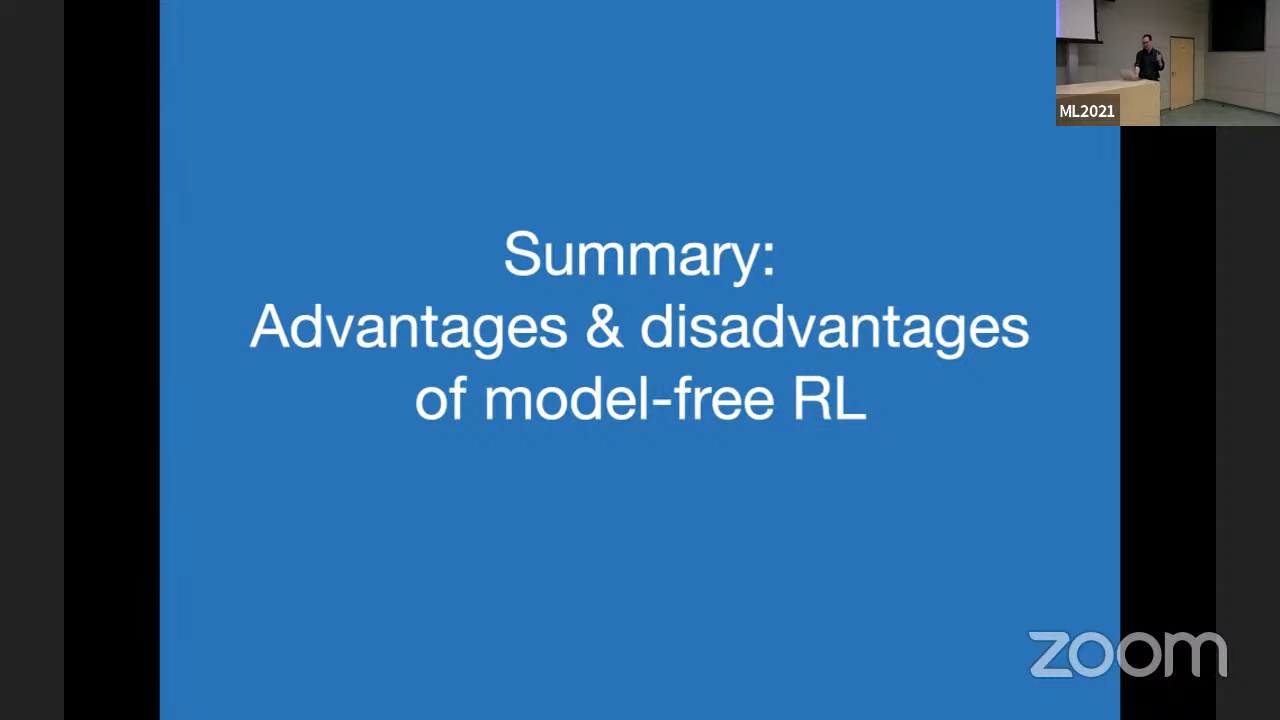 Summary:
Advantages & disadvantages
of model-free RL
ML2021
zoom